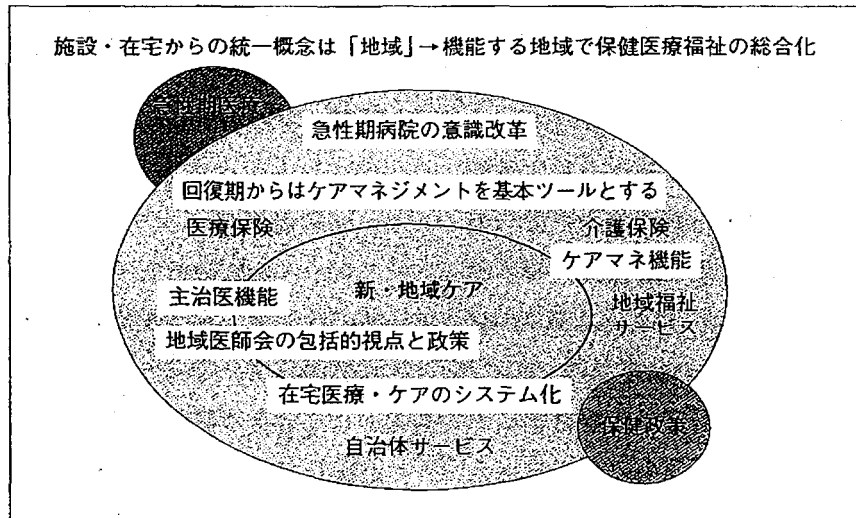 施設・在宅からの統一概念は「地域」→機能する地域で保健医療福祉の総合化
急性期医療
急性期病院の意識改革
回復期からはケアマネジメントを基本ツールとする
医療保険
介護保険
ケアマネ機能
主治医機能
新・地域ケア
地域福祉
サービス
地域医師会の包括的視点と政策
在宅医療・ケアのシステム化
保健政策
自治体サービス